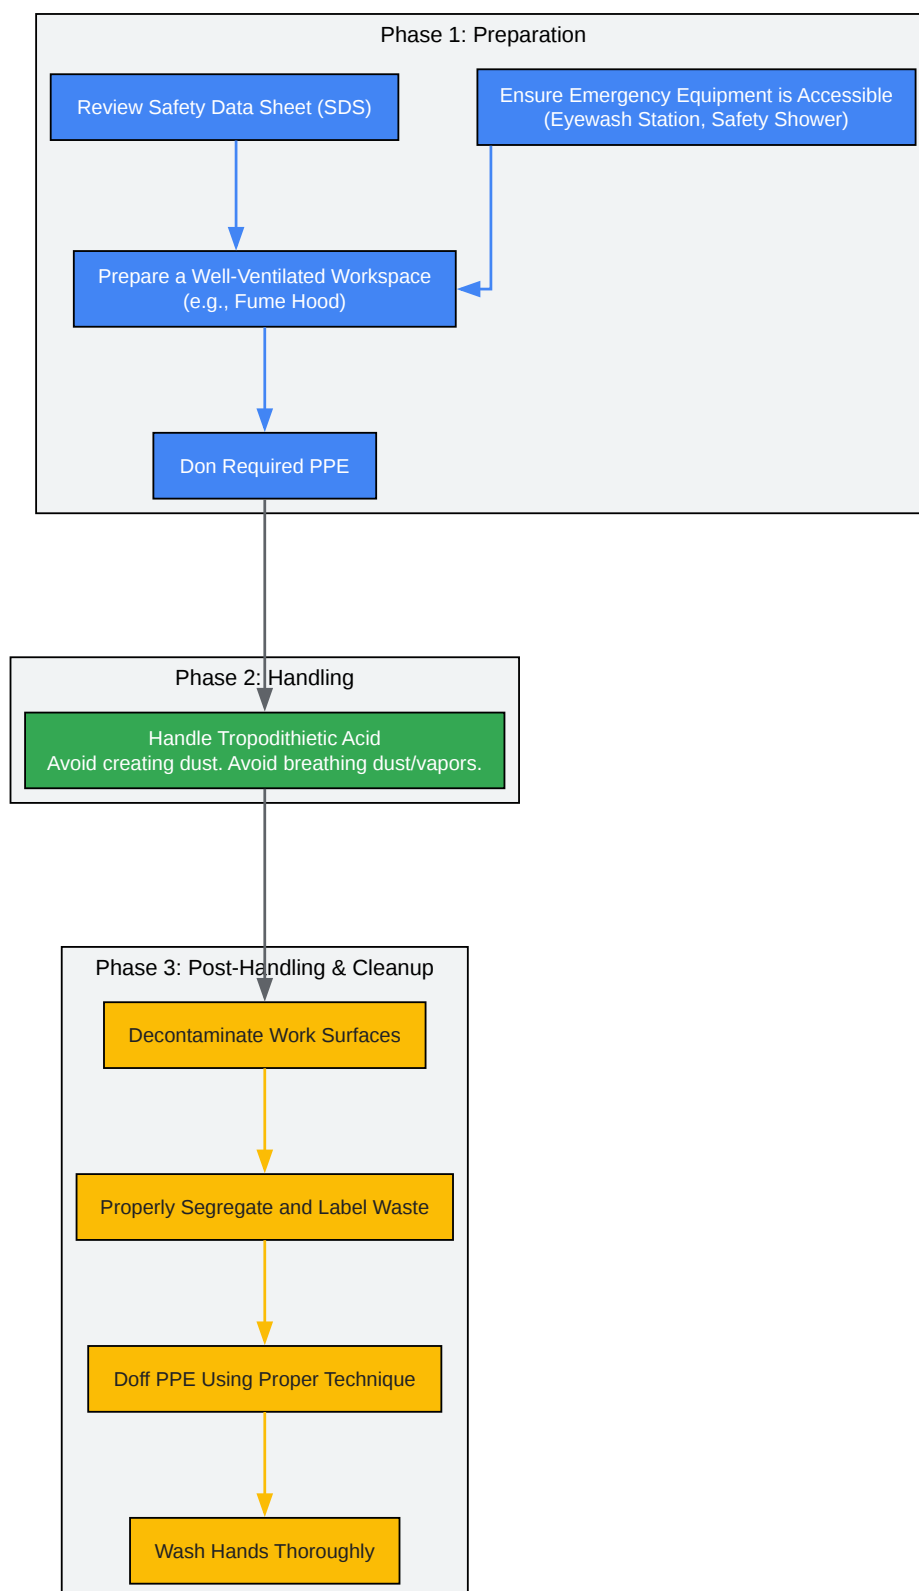 Phase 1: Preparation
Review Safety Data Sheet (SDS)
Ensure Emergency Equipment is Accessible
(Eyewash Station, Safety Shower)
Prepare a Well-Ventilated Workspace
(e.g., Fume Hood)
Don Required PPE
Phase 2: Handling
Handle Tropodithietic Acid
Avoid creating dust. Avoid breathing dust/vapors.
Phase 3: Post-Handling & Cleanup
Decontaminate Work Surfaces
Properly Segregate and Label Waste
Doff PPE Using Proper Technique
Wash Hands Thoroughly